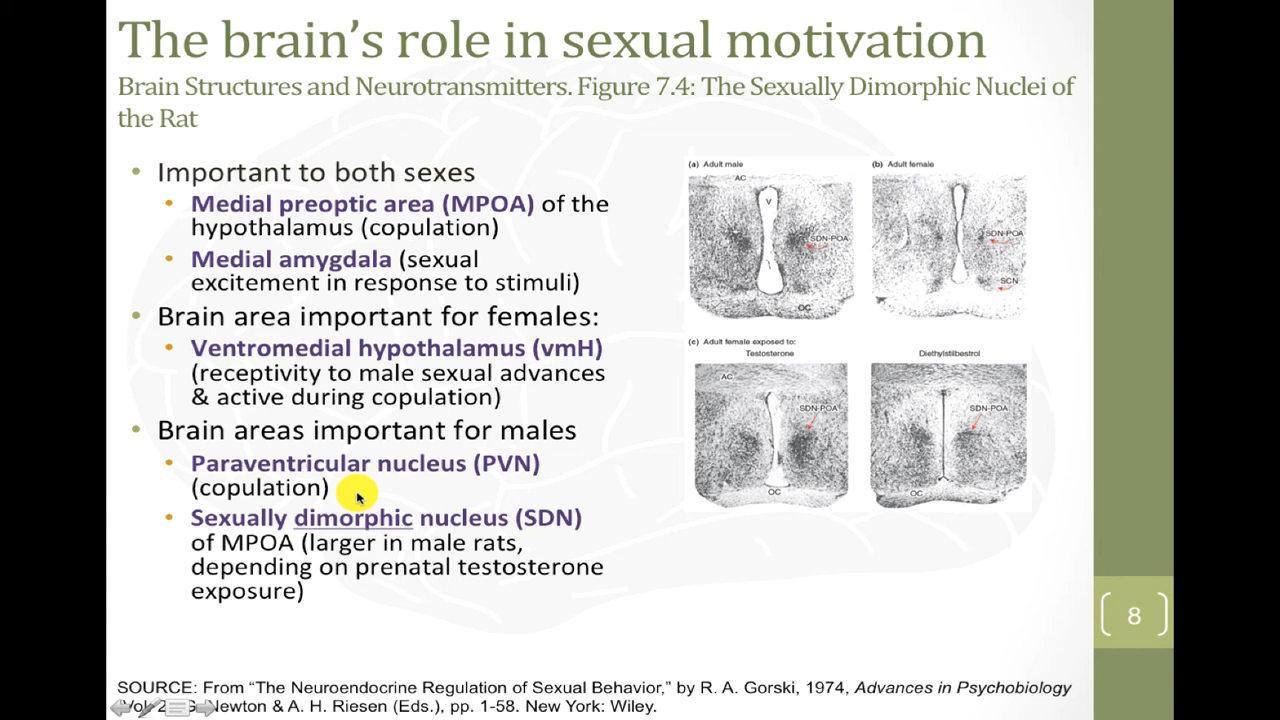 The brain's role in sexual motivation
Brain Structures and Neurotransmitters. Figure 7.4: The Sexually Dimorphic Nuclei of
the Rat
• Important to both sexes
• Medial preoptic area (MPOA) of the
hypothalamus (copulation)
• Medial amygdala (sexual
excitement in response to stimuli)
• Brain area important for females:
• Ventromedial hypothalamus (vmH)
(receptivity to male sexual advances
& active during copulation)
• Brain areas important for males
• Paraventricular nucleus (PVN)
(copulation)
• Sexually dimorphic nucleus (SDN)
of MPOA (larger in male rats,
depending on prenatal testosterone
exposure)
(a) Adult male
AC
V
SDN-POA
OC
(b) Adult female
SDN-POA
SCN
(c) Adult female exposed to:
Testosterone
AC
SDN-POA
OC
Diethylstilbestrol
SDN-POA
OC
8
SOURCE: From “The Neuroendocrine Regulation of Sexual Behavior,” by R. A. Gorski, 1974, Advances in Psychobiology
Newton & A. H. Riesen (Eds.), pp. 1-58. New York: Wiley.